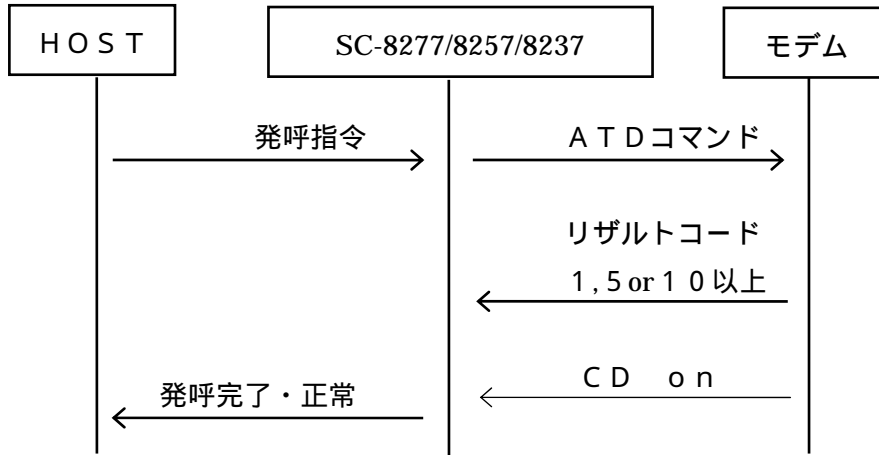 ＨＯＳＴ
SC-8277/8257/8237
モデム
発呼指令
ＡＴＤコマンド
リザルトコード
１,５or１０以上
ＣＤ　ｏｎ
発呼完了・正常